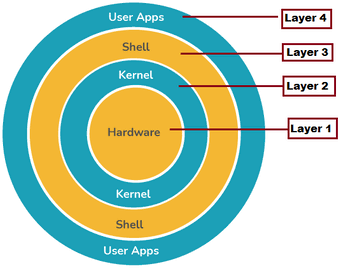 User Apps
Layer 4
Shell
Layer 3
Kernel
Layer 2
Hardware
Layer 1
Kernel
Shell
User Apps